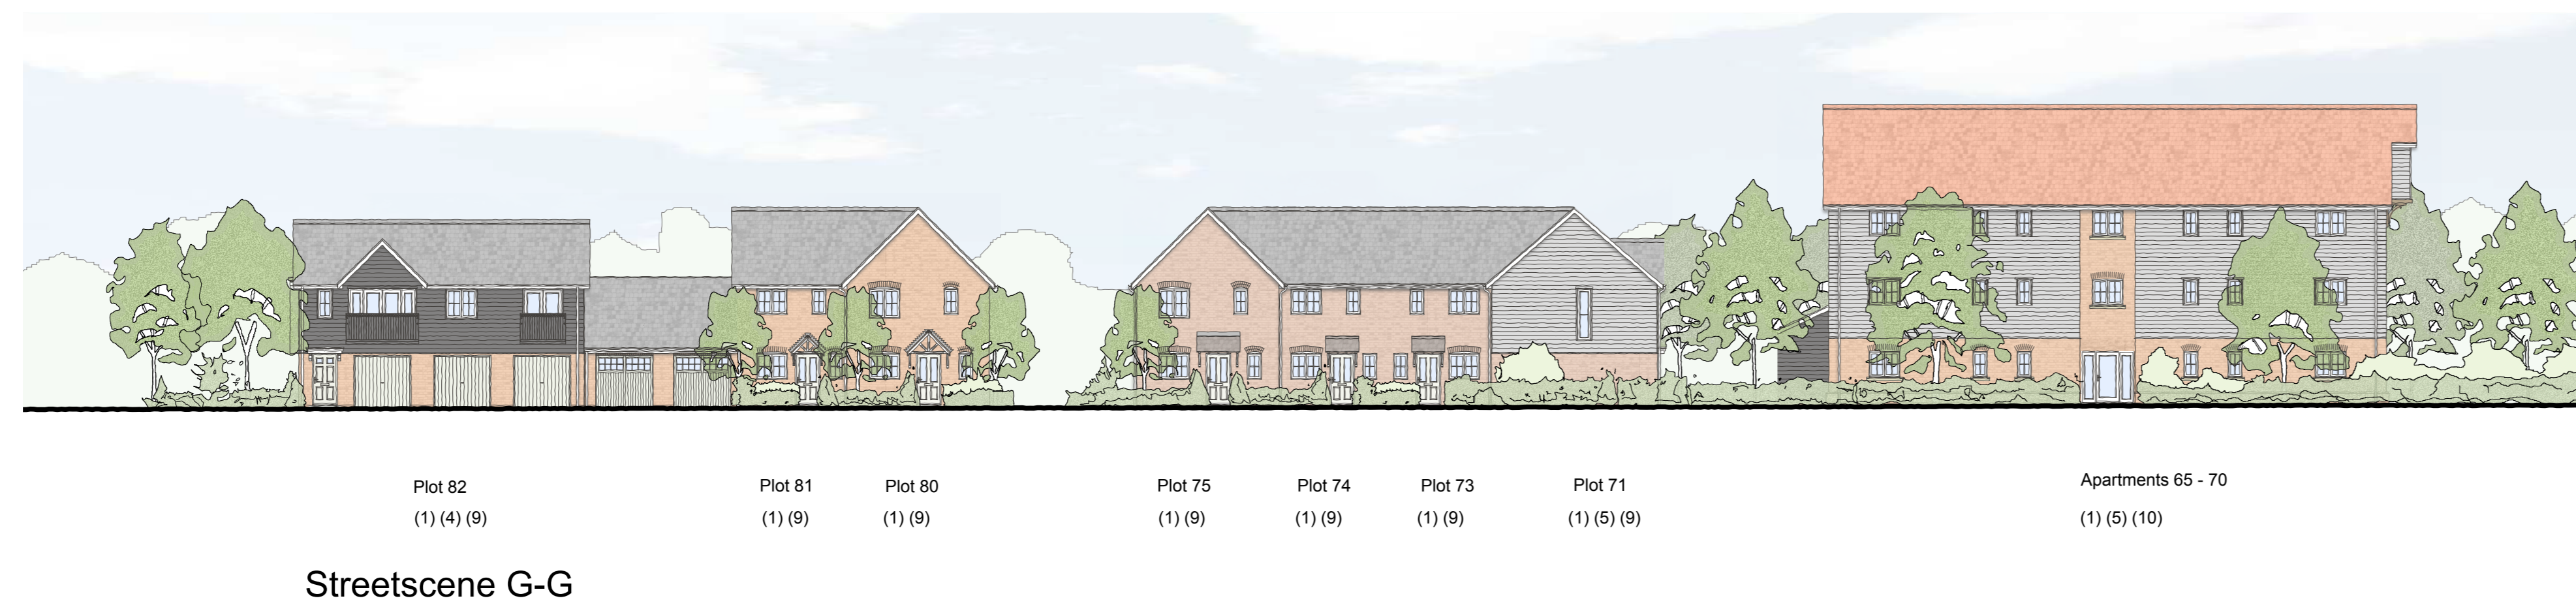 Plot 82
(1) (4) (9)
Plot 81
(1) (9)
Plot 80
(1) (9)
Plot 75
(1) (9)
Plot 74
(1) (9)
Plot 73
(1) (9)
Plot 71
(1) (5) (9)
Apartments 65 - 70
(1) (5) (10)
Streetscene G-G